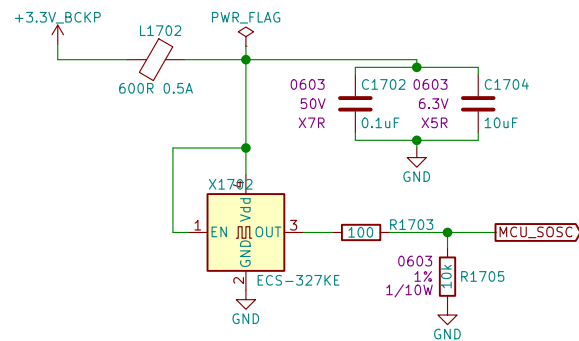 +3.3V_BCKP
PWR_FLAG
L1702
600R 0.5A
0603
50V
X7R
C1702
0.1uF
0603
6.3V
X5R
C1704
10uF
GND
X1702
4
Vdd
1
EN
OUT
3
GND
2
ECS-327KE
GND
100
R1703
MCU_SOSC
0603
1%
1/10W
10k
R1705
GND